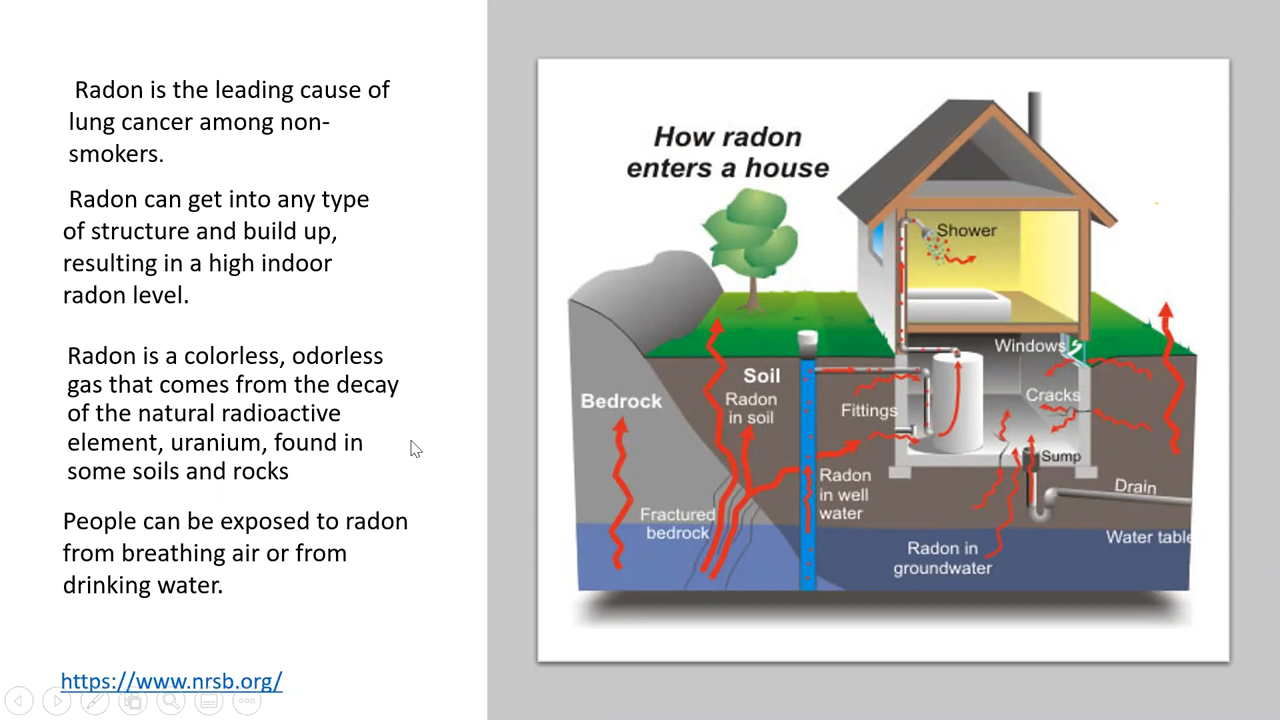 Radon is the leading cause of
lung cancer among non-
smokers.
Radon can get into any type
of structure and build up,
resulting in a high indoor
radon level.
Radon is a colorless, odorless
gas that comes from the decay
of the natural radioactive
element, uranium, found in
some soils and rocks
People can be exposed to radon
from breathing air or from
drinking water.
https://www.nrsb.org/
How radon
enters a house
Shower
Windows
Soil
Bedrock
Radon
in soil
Fittings
Cracks
Sump
Radon
in well
water
Drain
Fractured
bedrock
Water table
Radon in
groundwater